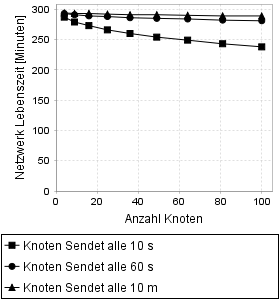 300
250
200
150
100
50
0
Netzwerk Lebenszeit [Minuten]
0 20 40 60 80 100
Anzahl Knoten
Knoten Sendet alle 10 s
Knoten Sendet alle 60 s
Knoten Sendet alle 10 m